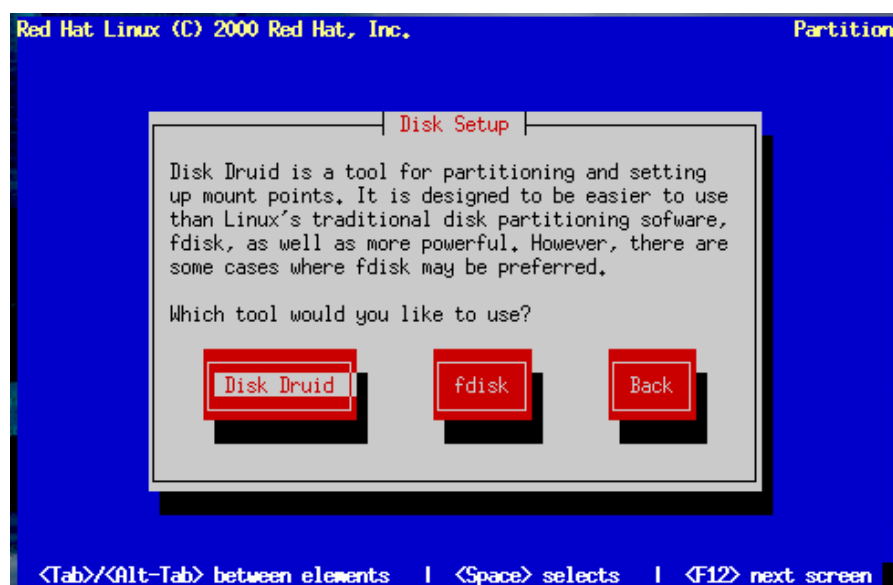 Red Hat Linux (C) 2000 Red Hat, Inc. Partition
Disk Setup
Disk Druid is a tool for partitioning and setting
up mount points. It is designed to be easier to use
than Linux's traditional disk partitioning sofware,
fdisk, as well as more powerful. However, there are
some cases where fdisk may be preferred.
Which tool would you like to use?
Disk Druid fdisk Back
<Tab>/<Alt-Tab> between elements | <Space> selects | <F12> next screen